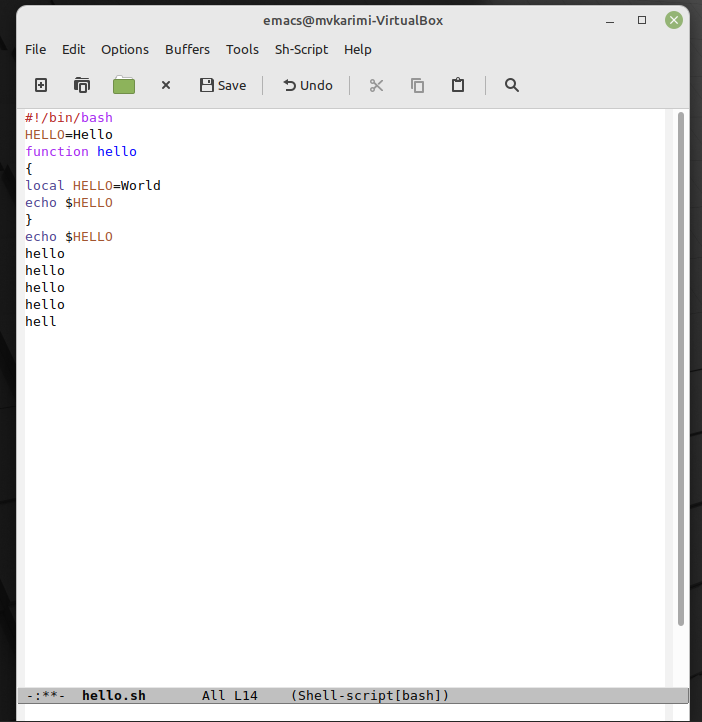 emacs@mvkarimi-VirtualBox
File Edit Options Buffers Tools Sh-Script Help
Save Undo
#!/bin/bash
HELLO=Hello
function hello
{
local HELLO=World
echo $HELLO
}
echo $HELLO
hello
hello
hello
hello
hell
-:**- hello.sh All L14 (Shell-script[bash])